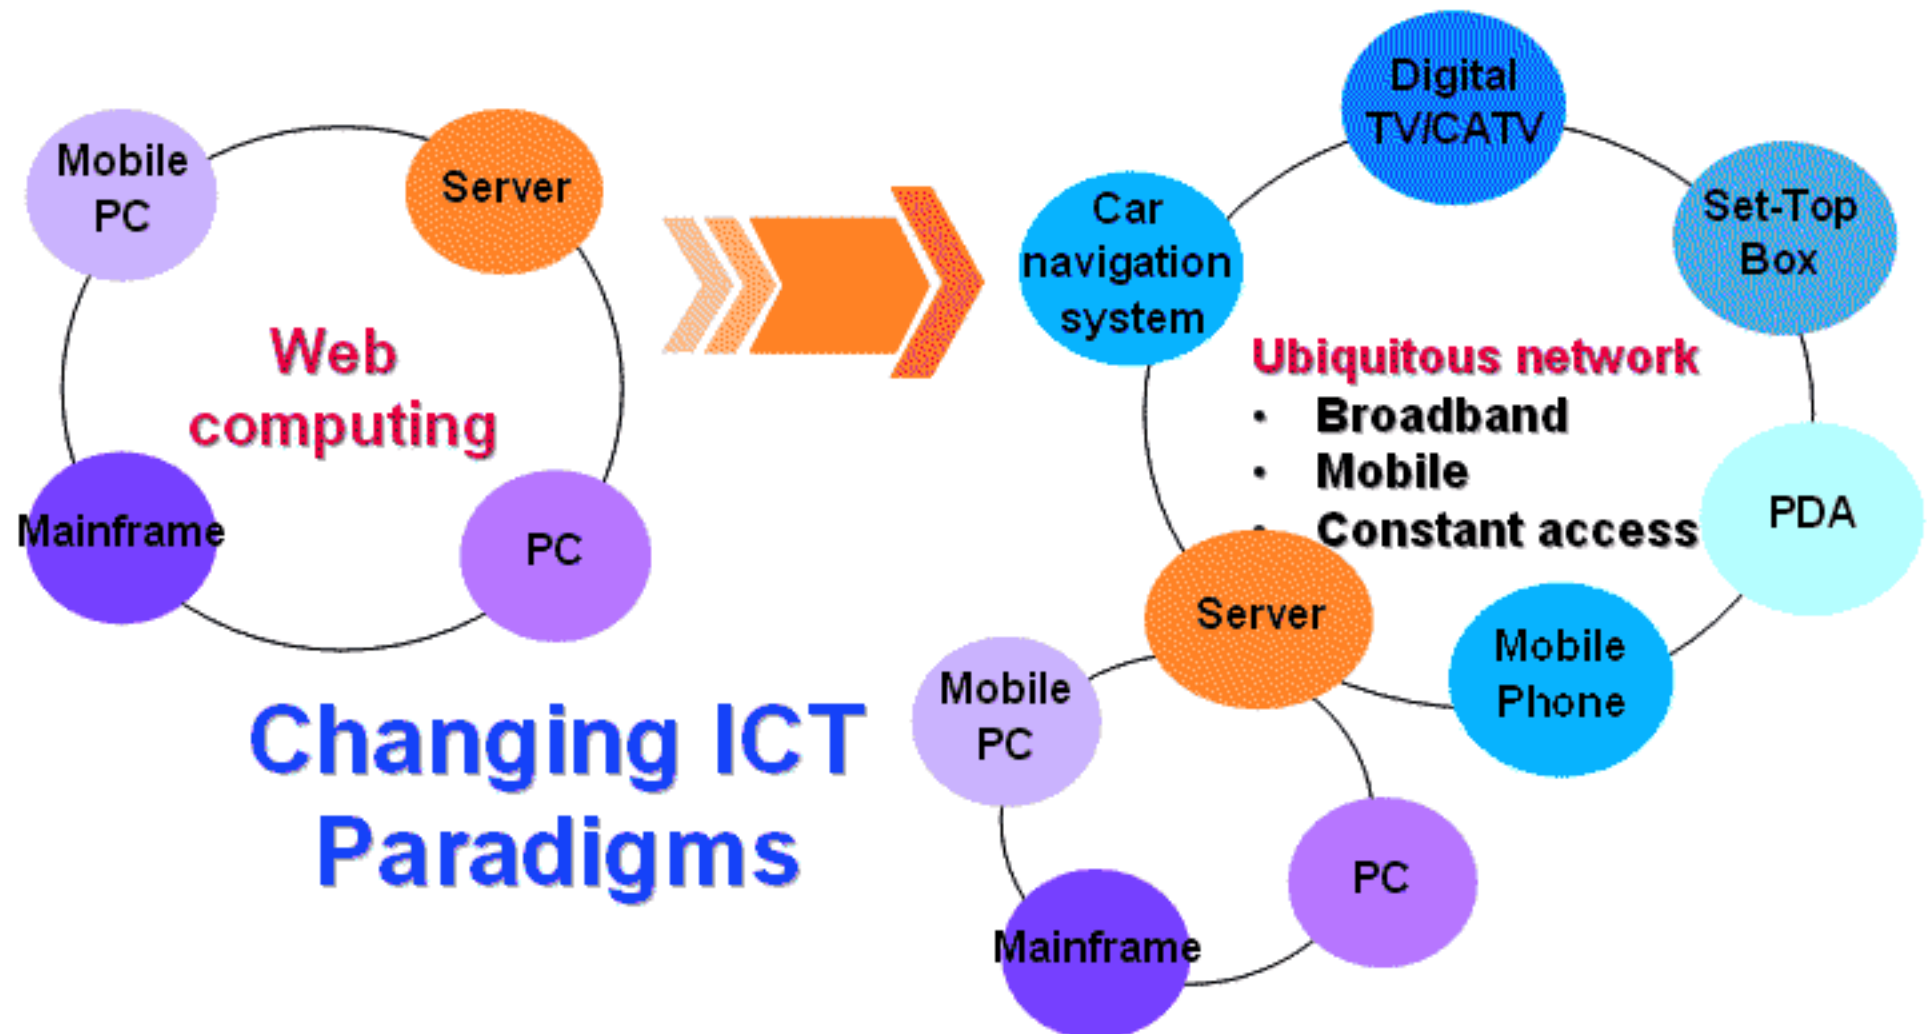 Mobile
PC
Server
Web
computing
Mainframe
PC
Changing ICT
Paradigms
Digital
TV/CATV
Car
navigation
system
Set-Top
Box
Ubiquitous network
• Broadband
• Mobile
• Constant access
PDA
Server
Mobile
Phone
Mobile
PC
PC
Mainframe